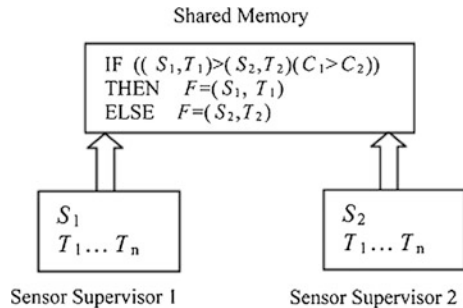 Shared Memory
IF (( S₁,T₁)>(S₂,T₂)(C₁>C₂))
THEN F=(S₁, T₁)
ELSE F=(S₂,T₂)
S₁
T₁... Tₙ
S₂
T₁... Tₙ
Sensor Supervisor 1
Sensor Supervisor 2